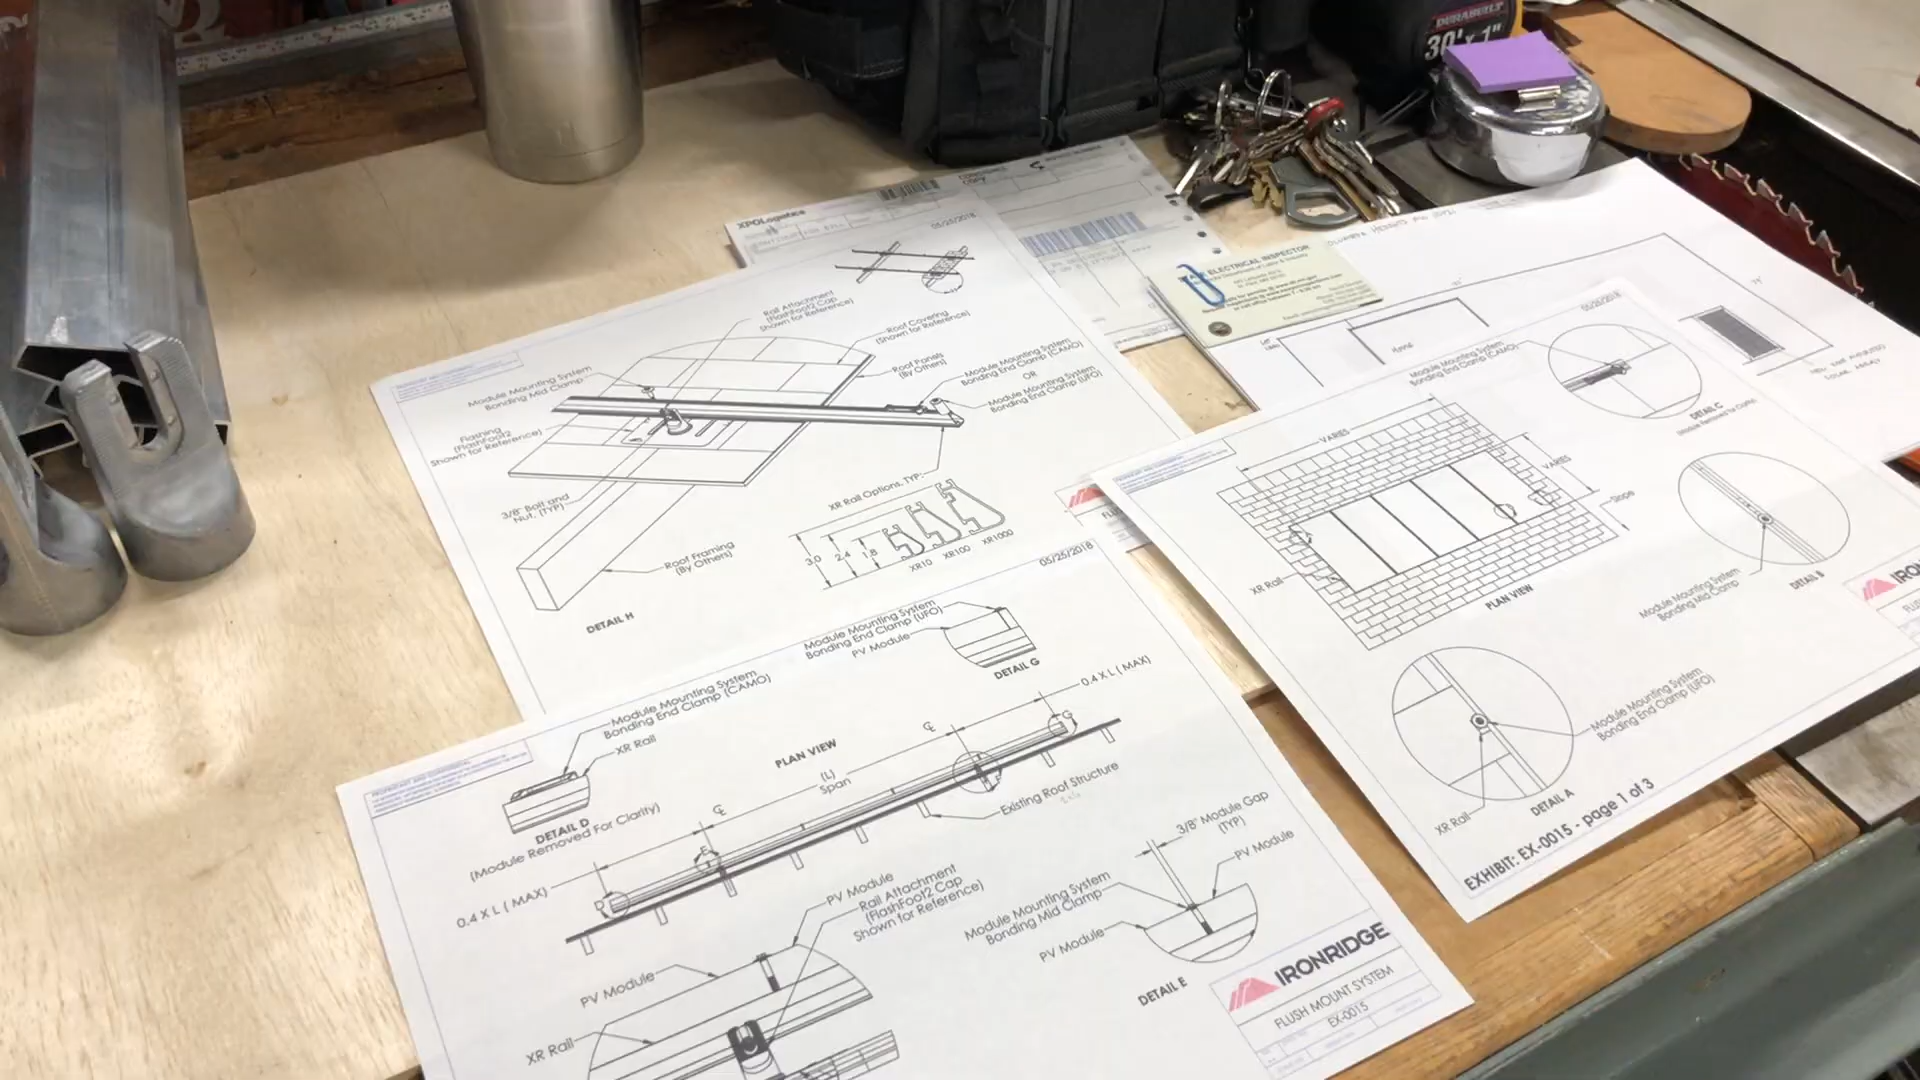 DURABUILT
30' x 1"
XPOLogistics
05/25/2018
ELECTRICAL INSPECTOR
Rail Attachment
(FlashFoot2 Cap
Shown for Reference)
Roof Covering
(Shown for Reference)
Roof Panels
(By Others)
Module Mounting System
Bonding End Clamp (CAMO)
OR
Module Mounting System
Bonding End Clamp (UFO)
Module Mounting System
Bonding Mid Clamp
Flashing
(FlashFoot2
Shown for Reference)
3/8" Bolt and
Nut, (TYP)
Roof Framing
(By Others)
XR Rail Options, TYP:
3.0
2.4
1.8
XR10
XR100
XR1000
DETAIL H
05/25/2018
Module Mounting System
Bonding End Clamp (UFO)
PV Module
DETAIL G
Module Mounting System
Bonding End Clamp (CAMO)
XR Rail
DETAIL D
(Module Removed For Clarity)
PLAN VIEW
(L)
Span
0.4 X L ( MAX)
0.4 X L ( MAX)
Existing Roof Structure
PV Module
Rail Attachment
(FlashFoot2 Cap
Shown for Reference)
PV Module
XR Rail
3/8" Module Gap
(TYP)
PV Module
Module Mounting System
Bonding Mid Clamp
PV Module
DETAIL E
IRONRIDGE
FLUSH MOUNT SYSTEM
EX-0015
Module Mounting System
Bonding End Clamp (CAMO)
DETAIL C
VARIES
VARIES
Slope
XR Rail
PLAN VIEW
Module Mounting System
Bonding Mid Clamp
DETAIL B
Module Mounting System
Bonding End Clamp (UFO)
XR Rail
DETAIL A
EXHIBIT: EX-0015 - page 1 of 3